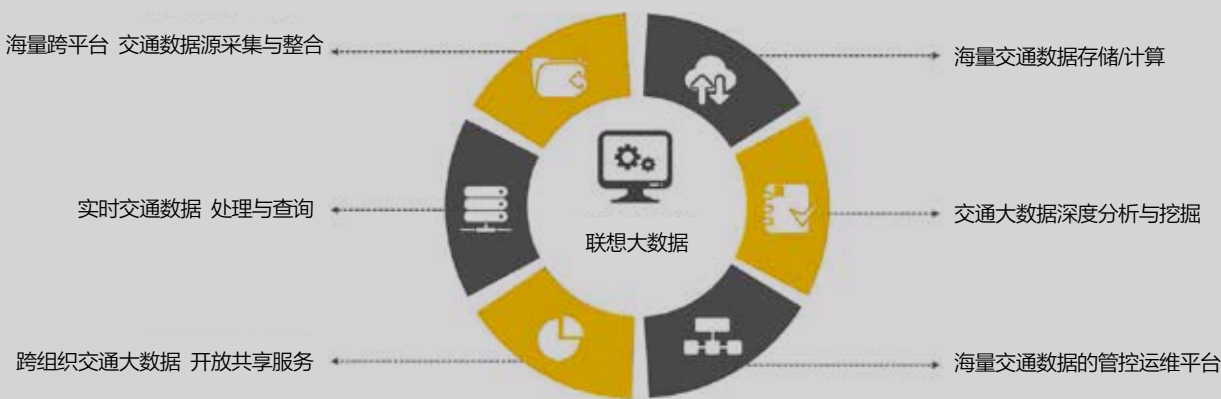 海量跨平台 交通数据源采集与整合
海量交通数据存储/计算
实时交通数据 处理与查询
联想大数据
交通大数据深度分析与挖掘
跨组织交通大数据 开放共享服务
海量交通数据的管控运维平台